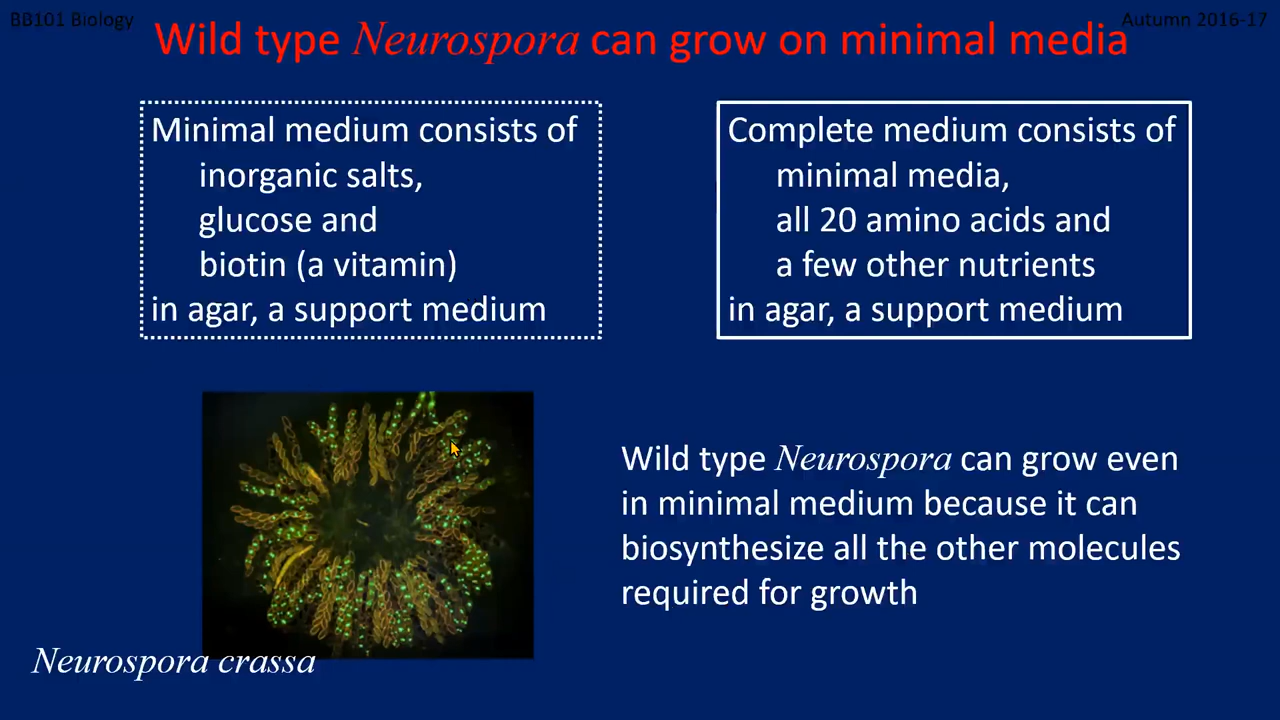 BB101 Biology
Autumn 2016-17
Wild type Neurospora can grow on minimal media
Minimal medium consists of
inorganic salts,
glucose and
biotin (a vitamin)
in agar, a support medium
Complete medium consists of
minimal media,
all 20 amino acids and
a few other nutrients
in agar, a support medium
Wild type Neurospora can grow even
in minimal medium because it can
biosynthesize all the other molecules
required for growth
Neurospora crassa